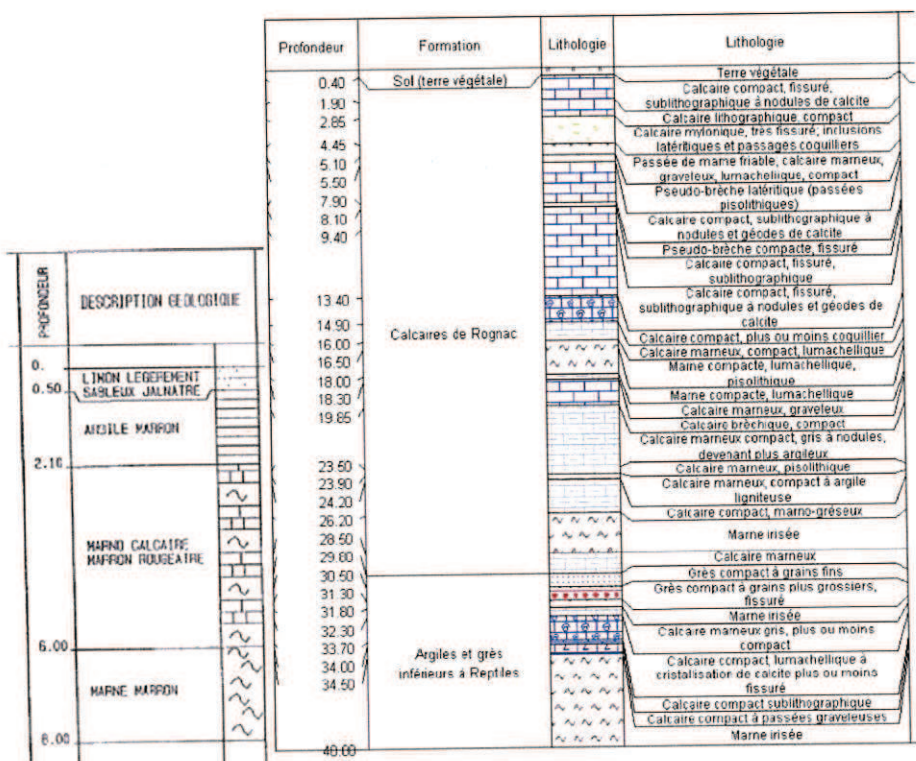 PROFONDEUR
DESCRIPTION GEOLOGIQUE
0.
LIMON LEGEREMENT
SABLEUX JAUNATRE
0.50
ARGILE MARRON
2.10
MARNO CALCAIRE
MARRON ROUGEATRE
6.00
MARNE MARRON
8.00
Profondeur
Formation
Lithologie
Lithologie
0.40
1.90
2.85
4.45
5.10
5.50
7.90
8.10
9.40
13.40
14.90
16.00
16.50
18.00
18.30
19.85
23.60
23.90
24.20
26.20
28.50
29.80
30.50
31.30
31.80
32.30
33.70
34.00
34.50
40.00
Sol (terre végétale)
Calcaires de Rognac
Argiles et grès
inférieurs à Reptiles
Terre végétale
Calcaire compact, fissuré,
sublithographique à nodules de calcite
Calcaire lithographique, compact
Calcaire mylonique, très fissuré; inclusions
latéritiques et passages coquilliers
Passée de marne friable, calcaire marneux,
graveleux, lumachellique, compact
Pseudo-brèche latéritique (passées
pisolithiques)
Calcaire compact, sublithographique à
nodules et géodes de calcite
Pseudo-brèche compacte, fissuré
Calcaire compact, fissuré,
sublithographique
Calcaire compact, fissuré,
sublithographique à nodules et géodes de
calcite
Calcaire compact, plus ou moins coquillier
Calcaire marneux, compact, lumachellique
Marne compacte, lumachellique,
pisolithique
Marne compacte, lumachellique
Calcaire marneux, graveleux
Calcaire brèchique, compact
Calcaire marneux compact, gris à nodules,
devenant plus argileux
Calcaire marneux, pisolithique
Calcaire marneux, compact à argile
ligniteuse
Calcaire compact, marno-gréseux
Marne irisée
Calcaire marneux
Grès compact à grains fins
Grès compact à grains plus grossiers,
fissuré
Marne irisée
Calcaire marneux gris, plus ou moins
compact
Calcaire compact, lumachellique à
cristallisation de calcite plus ou moins
fissuré
Calcaire compact sublithographique
Calcaire compact à passées graveleuses
Marne irisée